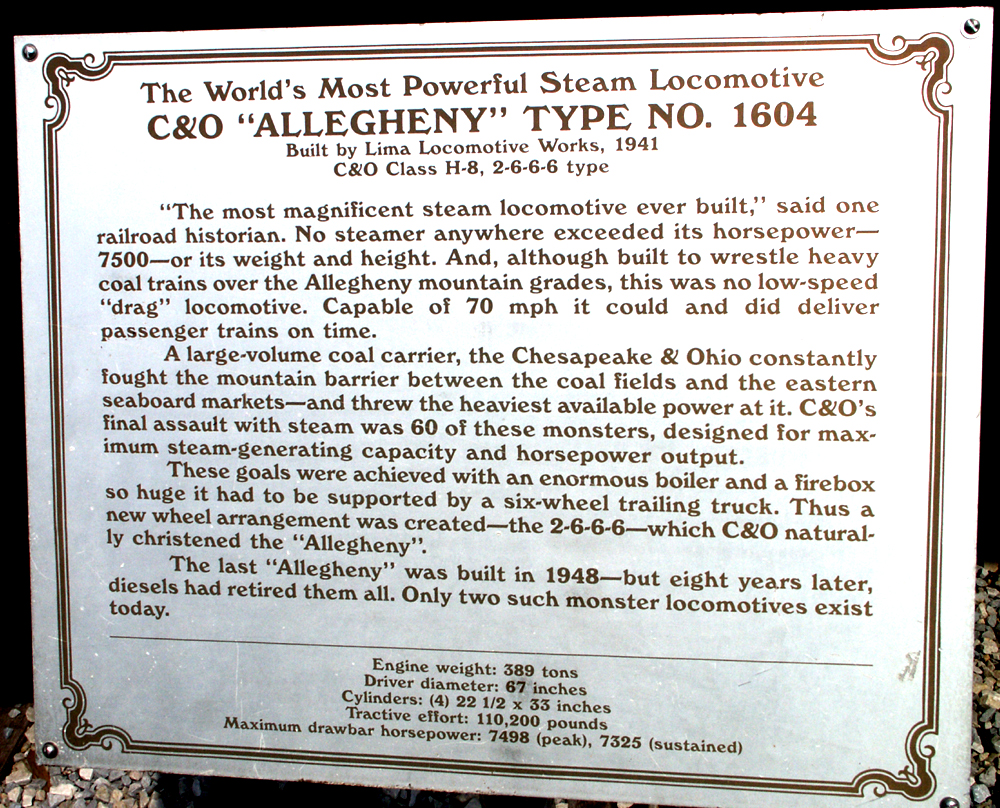 The World's Most Powerful Steam Locomotive
C&O "ALLEGHENY" TYPE NO. 1604
Built by Lima Locomotive Works, 1941
C&O Class H-8, 2-6-6-6 type
"The most magnificent steam locomotive ever built," said one
railroad historian. No steamer anywhere exceeded its horsepower—
7500—or its weight and height. And, although built to wrestle heavy
coal trains over the Allegheny mountain grades, this was no low-speed
"drag" locomotive. Capable of 70 mph it could and did deliver
passenger trains on time.
A large-volume coal carrier, the Chesapeake & Ohio constantly
fought the mountain barrier between the coal fields and the eastern
seaboard markets—and threw the heaviest available power at it. C&O's
final assault with steam was 60 of these monsters, designed for max-
imum steam-generating capacity and horsepower output.
These goals were achieved with an enormous boiler and a firebox
so huge it had to be supported by a six-wheel trailing truck. Thus a
new wheel arrangement was created—the 2-6-6-6—which C&O natural-
ly christened the "Allegheny".
The last "Allegheny" was built in 1948—but eight years later,
diesels had retired them all. Only two such monster locomotives exist
today.
Engine weight: 389 tons
Driver diameter: 67 inches
Cylinders: (4) 22 1/2 x 33 inches
Tractive effort: 110,200 pounds
Maximum drawbar horsepower: 7498 (peak), 7325 (sustained)